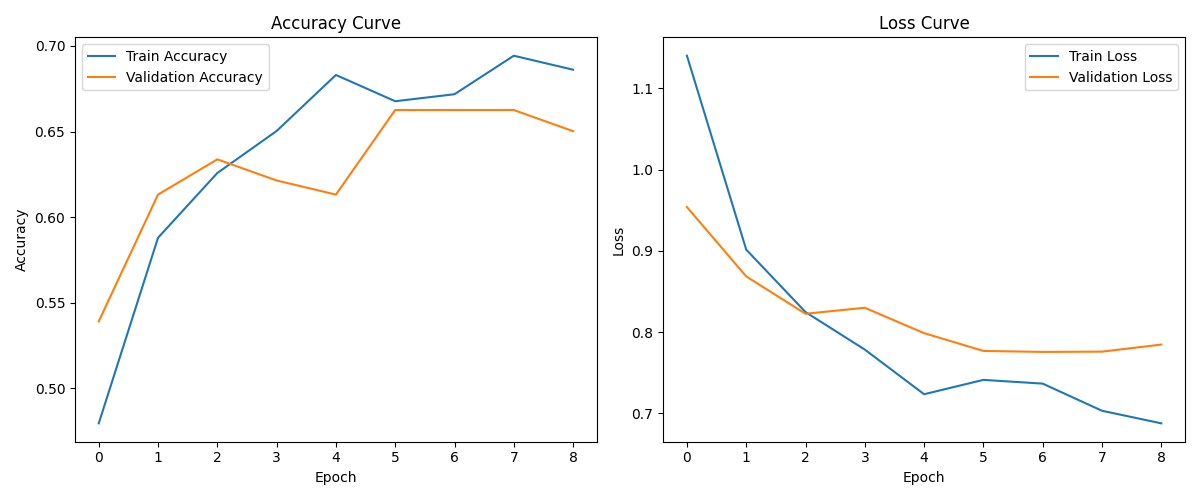 Accuracy Curve
Train Accuracy
Validation Accuracy
0.70
0.65
0.60
0.55
0.50
Accuracy
0 1 2 3 4 5 6 7 8
Epoch
Loss Curve
Train Loss
Validation Loss
1.1
1.0
0.9
0.8
0.7
Loss
0 1 2 3 4 5 6 7 8
Epoch